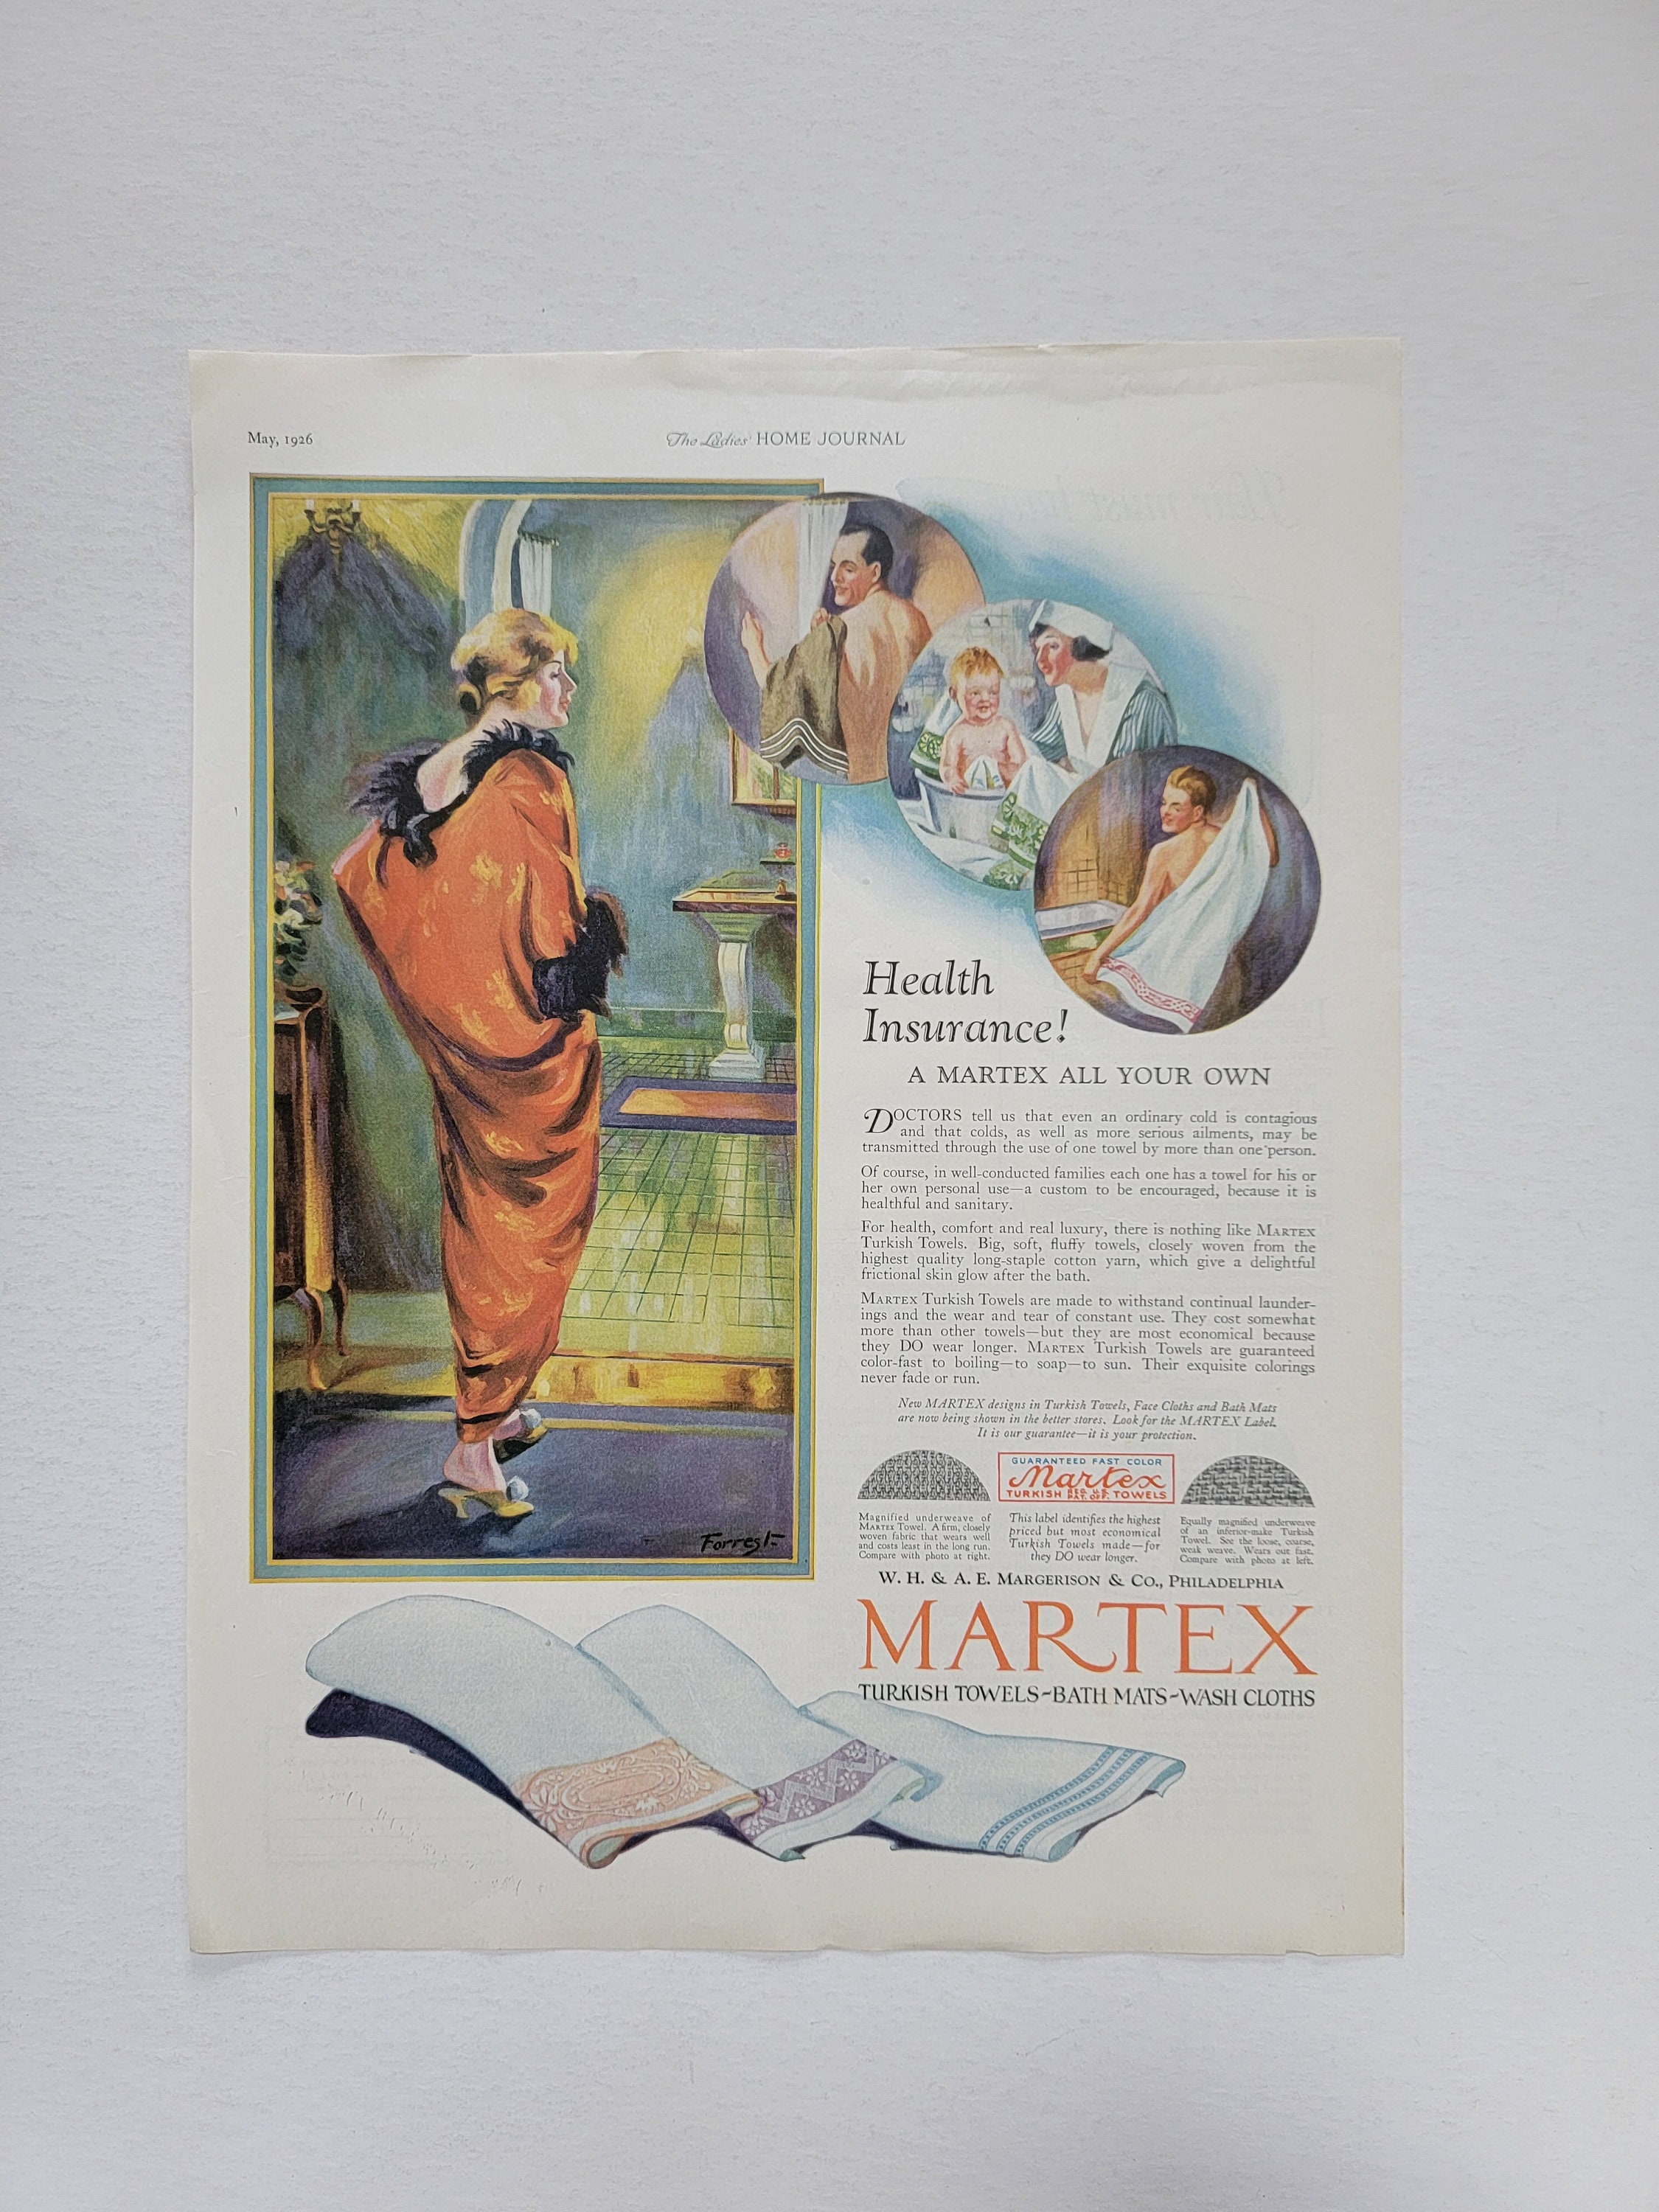 May, 1926
The Ladies' HOME JOURNAL
Forrest
Health
Insurance!
A MARTEX ALL YOUR OWN
DOCTORS tell us that even an ordinary cold is contagious
and that colds, as well as more serious ailments, may be
transmitted through the use of one towel by more than one person.
Of course, in well-conducted families each one has a towel for his or
her own personal use—a custom to be encouraged, because it is
healthful and sanitary.
For health, comfort and real luxury, there is nothing like MARTEX
Turkish Towels. Big, soft, fluffy towels, closely woven from the
highest quality long-staple cotton yarn, which give a delightful
frictional skin glow after the bath.
MARTEX Turkish Towels are made to withstand continual launder-
ings and the wear and tear of constant use. They cost somewhat
more than other towels—but they are most economical because
they DO wear longer. MARTEX Turkish Towels are guaranteed
color-fast to boiling—to soap—to sun. Their exquisite colorings
never fade or run.
New MARTEX designs in Turkish Towels, Face Cloths and Bath Mats
are now being shown in the better stores. Look for the MARTEX Label.
It is our guarantee—it is your protection.
GUARANTEED FAST COLOR
Martex
TURKISH REG. U.S. PAT. OFF. TOWELS
Magnified underweave of
MARTEX Towel. A firm, closely
woven fabric that wears well
and costs least in the long run.
Compare with photo at right.
This label identifies the highest
priced but most economical
Turkish Towels made—for
they DO wear longer.
Equally magnified underweave
of an inferior-make Turkish
Towel. See the loose, coarse,
weak weave. Wears out fast.
Compare with photo at left.
W. H. & A. E. MARGERISON & CO., PHILADELPHIA
MARTEX
TURKISH TOWELS~BATH MATS~WASH CLOTHS